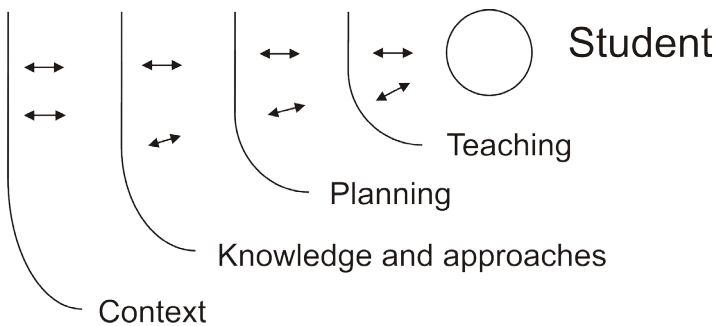 Student
Teaching
Planning
Knowledge and approaches
Context